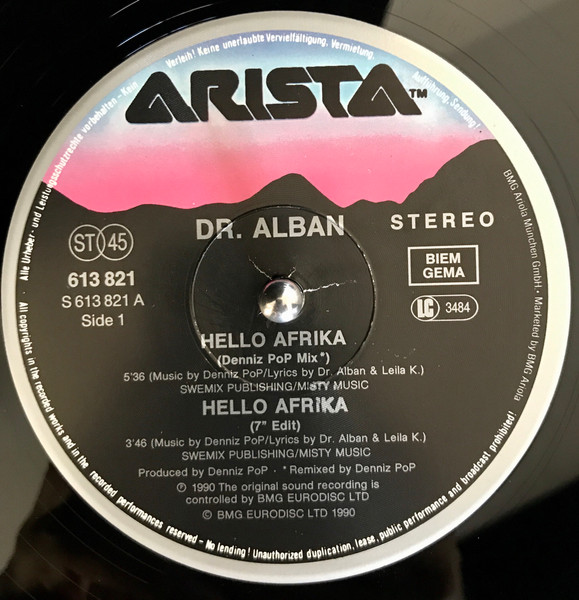 Alle Urheber- und Leistungsschutzrechte vorbehalten - Kein Verleih! Keine unerlaubte Vervielfältigung, Vermietung, Aufführung, Sendung!
ARISTA™
DR. ALBAN
STEREO
ST 45
BIEM
GEMA
613 821
S 613 821 A
Side 1
LC 3484
HELLO AFRIKA
(Denniz PoP Mix*)
5'36 (Music by Denniz PoP/Lyrics by Dr. Alban & Leila K.)
SWEMIX PUBLISHING/MISTY MUSIC
HELLO AFRIKA
(7" Edit)
3'46 (Music by Denniz PoP/Lyrics by Dr. Alban & Leila K.)
SWEMIX PUBLISHING/MISTY MUSIC
Produced by Denniz PoP · *Remixed by Denniz PoP
Ⓟ 1990 The original sound recording is
controlled by BMG EURODISC LTD
© BMG EURODISC LTD 1990
BMG Ariola München GmbH · Marketed by BMG Ariola
All copyrights in the recorded works and in the recorded performances reserved - No lending! Unauthorized duplication, lease, public performance and broadcast prohibited!